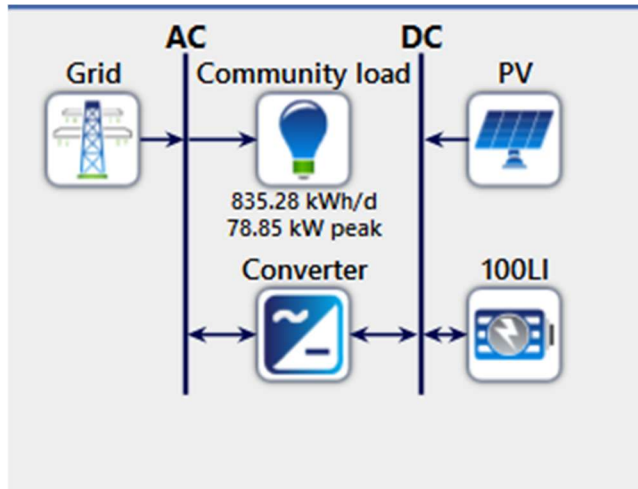 AC DC
Grid Community load PV
835.28 kWh/d
78.85 kW peak
Converter 100LI